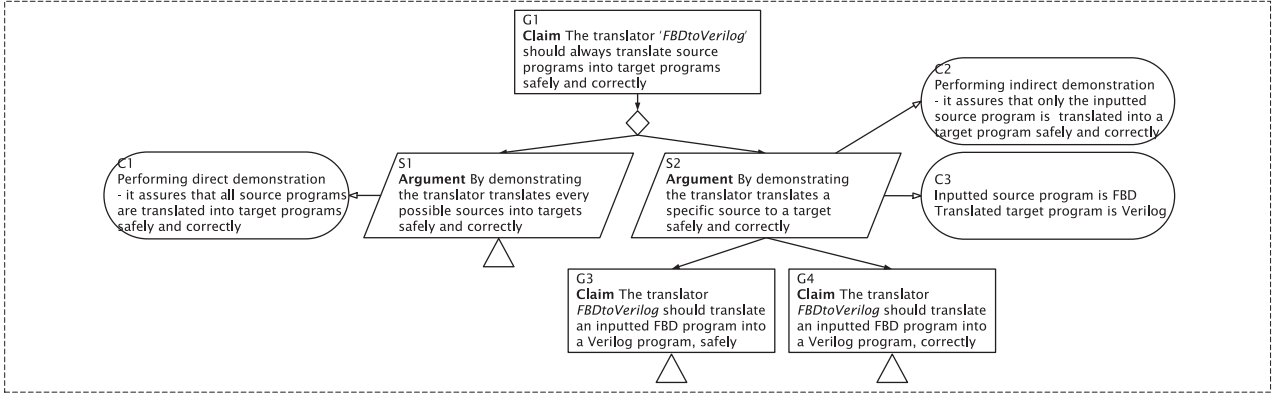 G1
Claim The translator 'FBDtoVerilog'
should always translate source
programs into target programs
safely and correctly
C2
Performing indirect demonstration
- it assures that only the inputted
source program is translated into a
target program safely and correctly
C1
Performing direct demonstration
- it assures that all source programs
are translated into target programs
safely and correctly
S1
Argument By demonstrating
the translator translates every
possible sources into targets
safely and correctly
S2
Argument By demonstrating
the translator translates a
specific source to a target
safely and correctly
C3
Inputted source program is FBD
Translated target program is Verilog
G3
Claim The translator
FBDtoVerilog should translate
an inputted FBD program into
a Verilog program, safely
G4
Claim The translator
FBDtoVerilog should translate
an inputted FBD program into
a Verilog program, correctly